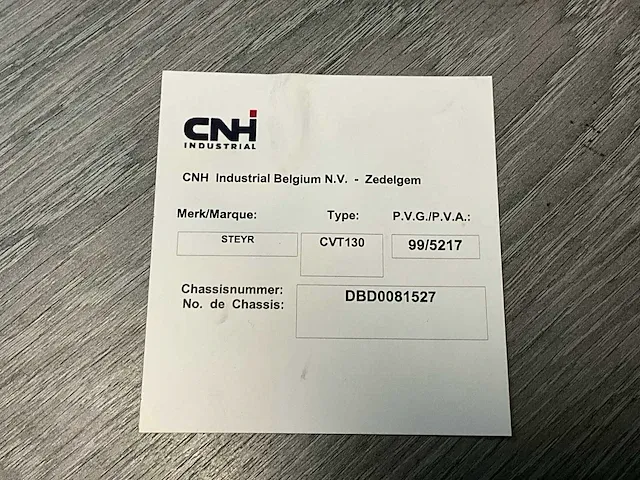 CNH
INDUSTRIAL
CNH Industrial Belgium N.V. - Zedelgem
Merk/Marque: Type: P.V.G./P.V.A.:
STEYR CVT130 99/5217
Chassisnummer: DBD0081527
No. de Chassis: